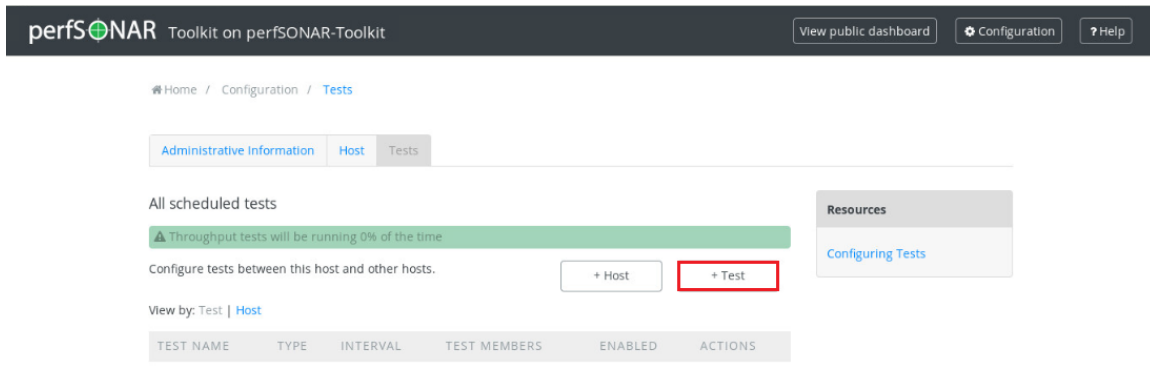 perfSONAR Toolkit on perfSONAR-Toolkit View public dashboard Configuration ? Help
Home / Configuration / Tests
Administrative Information Host Tests
All scheduled tests
Resources
Throughput tests will be running 0% of the time
Configuring Tests
Configure tests between this host and other hosts.
+ Host + Test
View by: Test | Host
TEST NAME TYPE INTERVAL TEST MEMBERS ENABLED ACTIONS